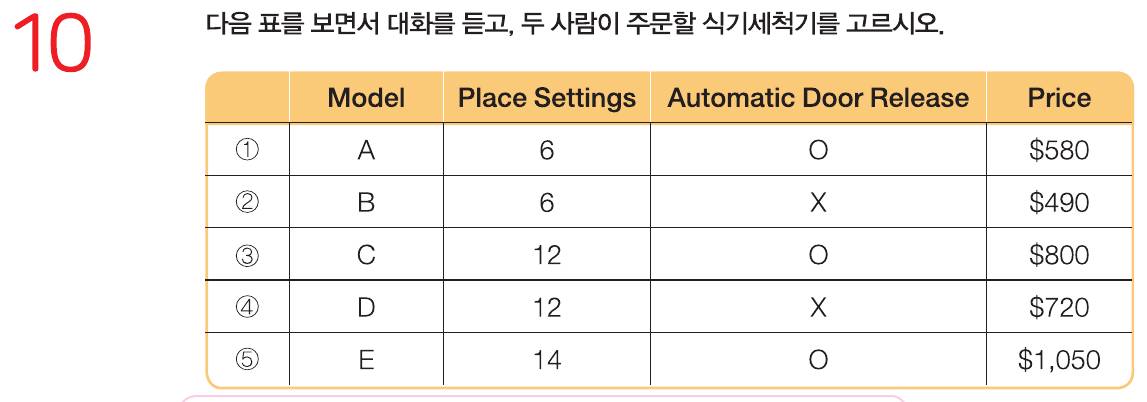 10
다음 표를 보면서 대화를 듣고, 두 사람이 주문할 식기세척기를 고르시오.
Model Place Settings Automatic Door Release Price
① A 6 O $580
② B 6 X $490
③ C 12 O $800
④ D 12 X $720
⑤ E 14 O $1,050